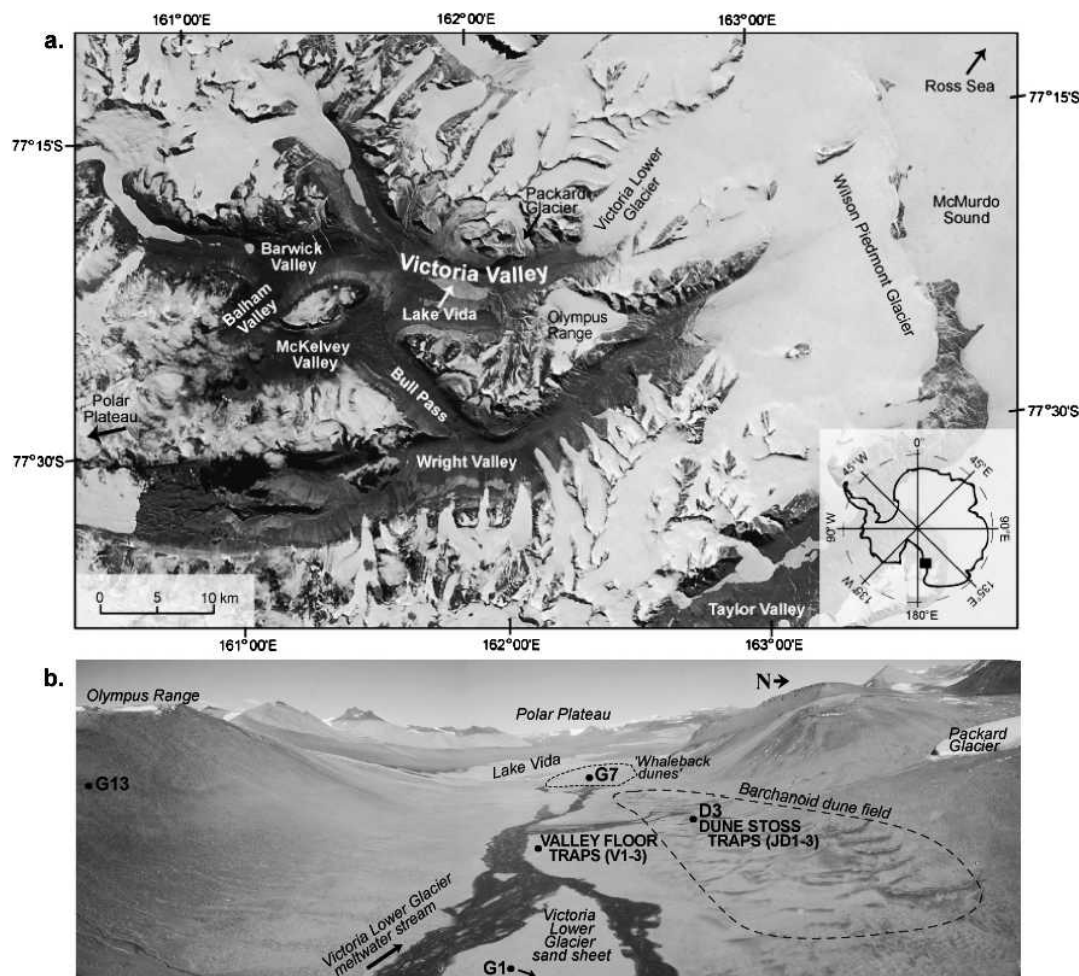 161°00'E
162°00'E
163°00'E
a.
Ross Sea
77°15'S
77°15'S
Packard
Glacier
Victoria Lower
Glacier
Wilson Piedmont Glacier
McMurdo
Sound
Barwick
Valley
Victoria Valley
Balham
Valley
Lake Vida
Olympus
Range
McKelvey
Valley
Bull Pass
Polar
Plateau
77°30'S
77°30'S
Wright Valley
0°
45°W
45°E
90°W
90°E
135°W
135°E
180°E
0 5 10 km
Taylor Valley
161°00'E
162°00'E
163°00'E
b.
Olympus Range
Polar Plateau
N
Packard
Glacier
Lake Vida
'Whaleback
dunes'
G7
G13
Barchanoid dune field
D3
DUNE STOSS
TRAPS (JD1-3)
VALLEY FLOOR
TRAPS (V1-3)
Victoria Lower Glacier
meltwater stream
Victoria
Lower
Glacier
sand sheet
G1